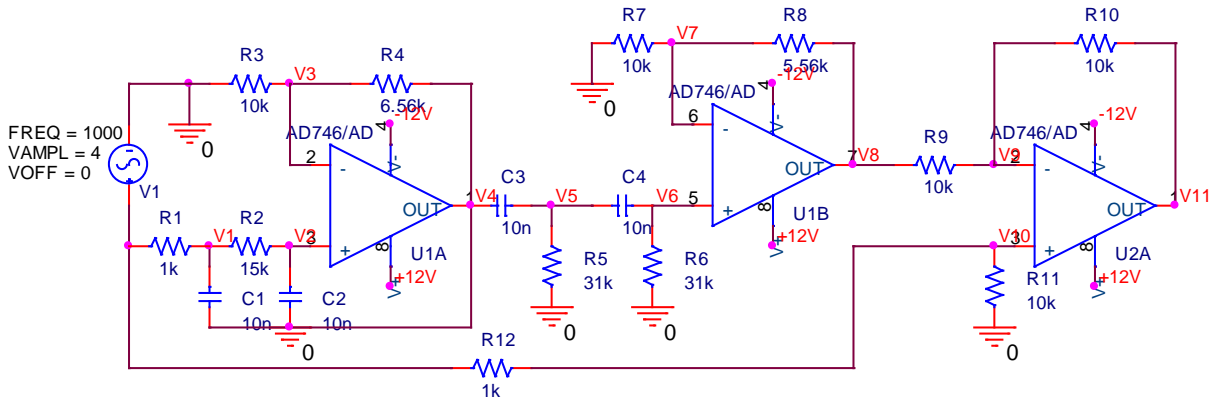 R7
V7
R8
R10
10k
5.56k
10k
-12V
-12V
4
4
AD746/AD
AD746/AD
0
6
-
V-
V-
R3
V3
R4
10k
6.56k
-12V
4
AD746/AD
FREQ = 1000
VAMPL = 4
VOFF = 0
V1
0
2
-
V-
OUT
7
V8
R9
10k
V9
2
-
OUT
1
V11
R1
V1
R2
V2
3
+
OUT
1
V4
C3
V5
C4
V6
5
+
8
U1B
+12V
V+
1k
15k
8
U1A
+12V
V+
10n
10n
R5
31k
R6
31k
0
0
V10
3
+
8
U2A
+12V
V+
R11
10k
0
C1
10n
C2
10n
0
R12
1k